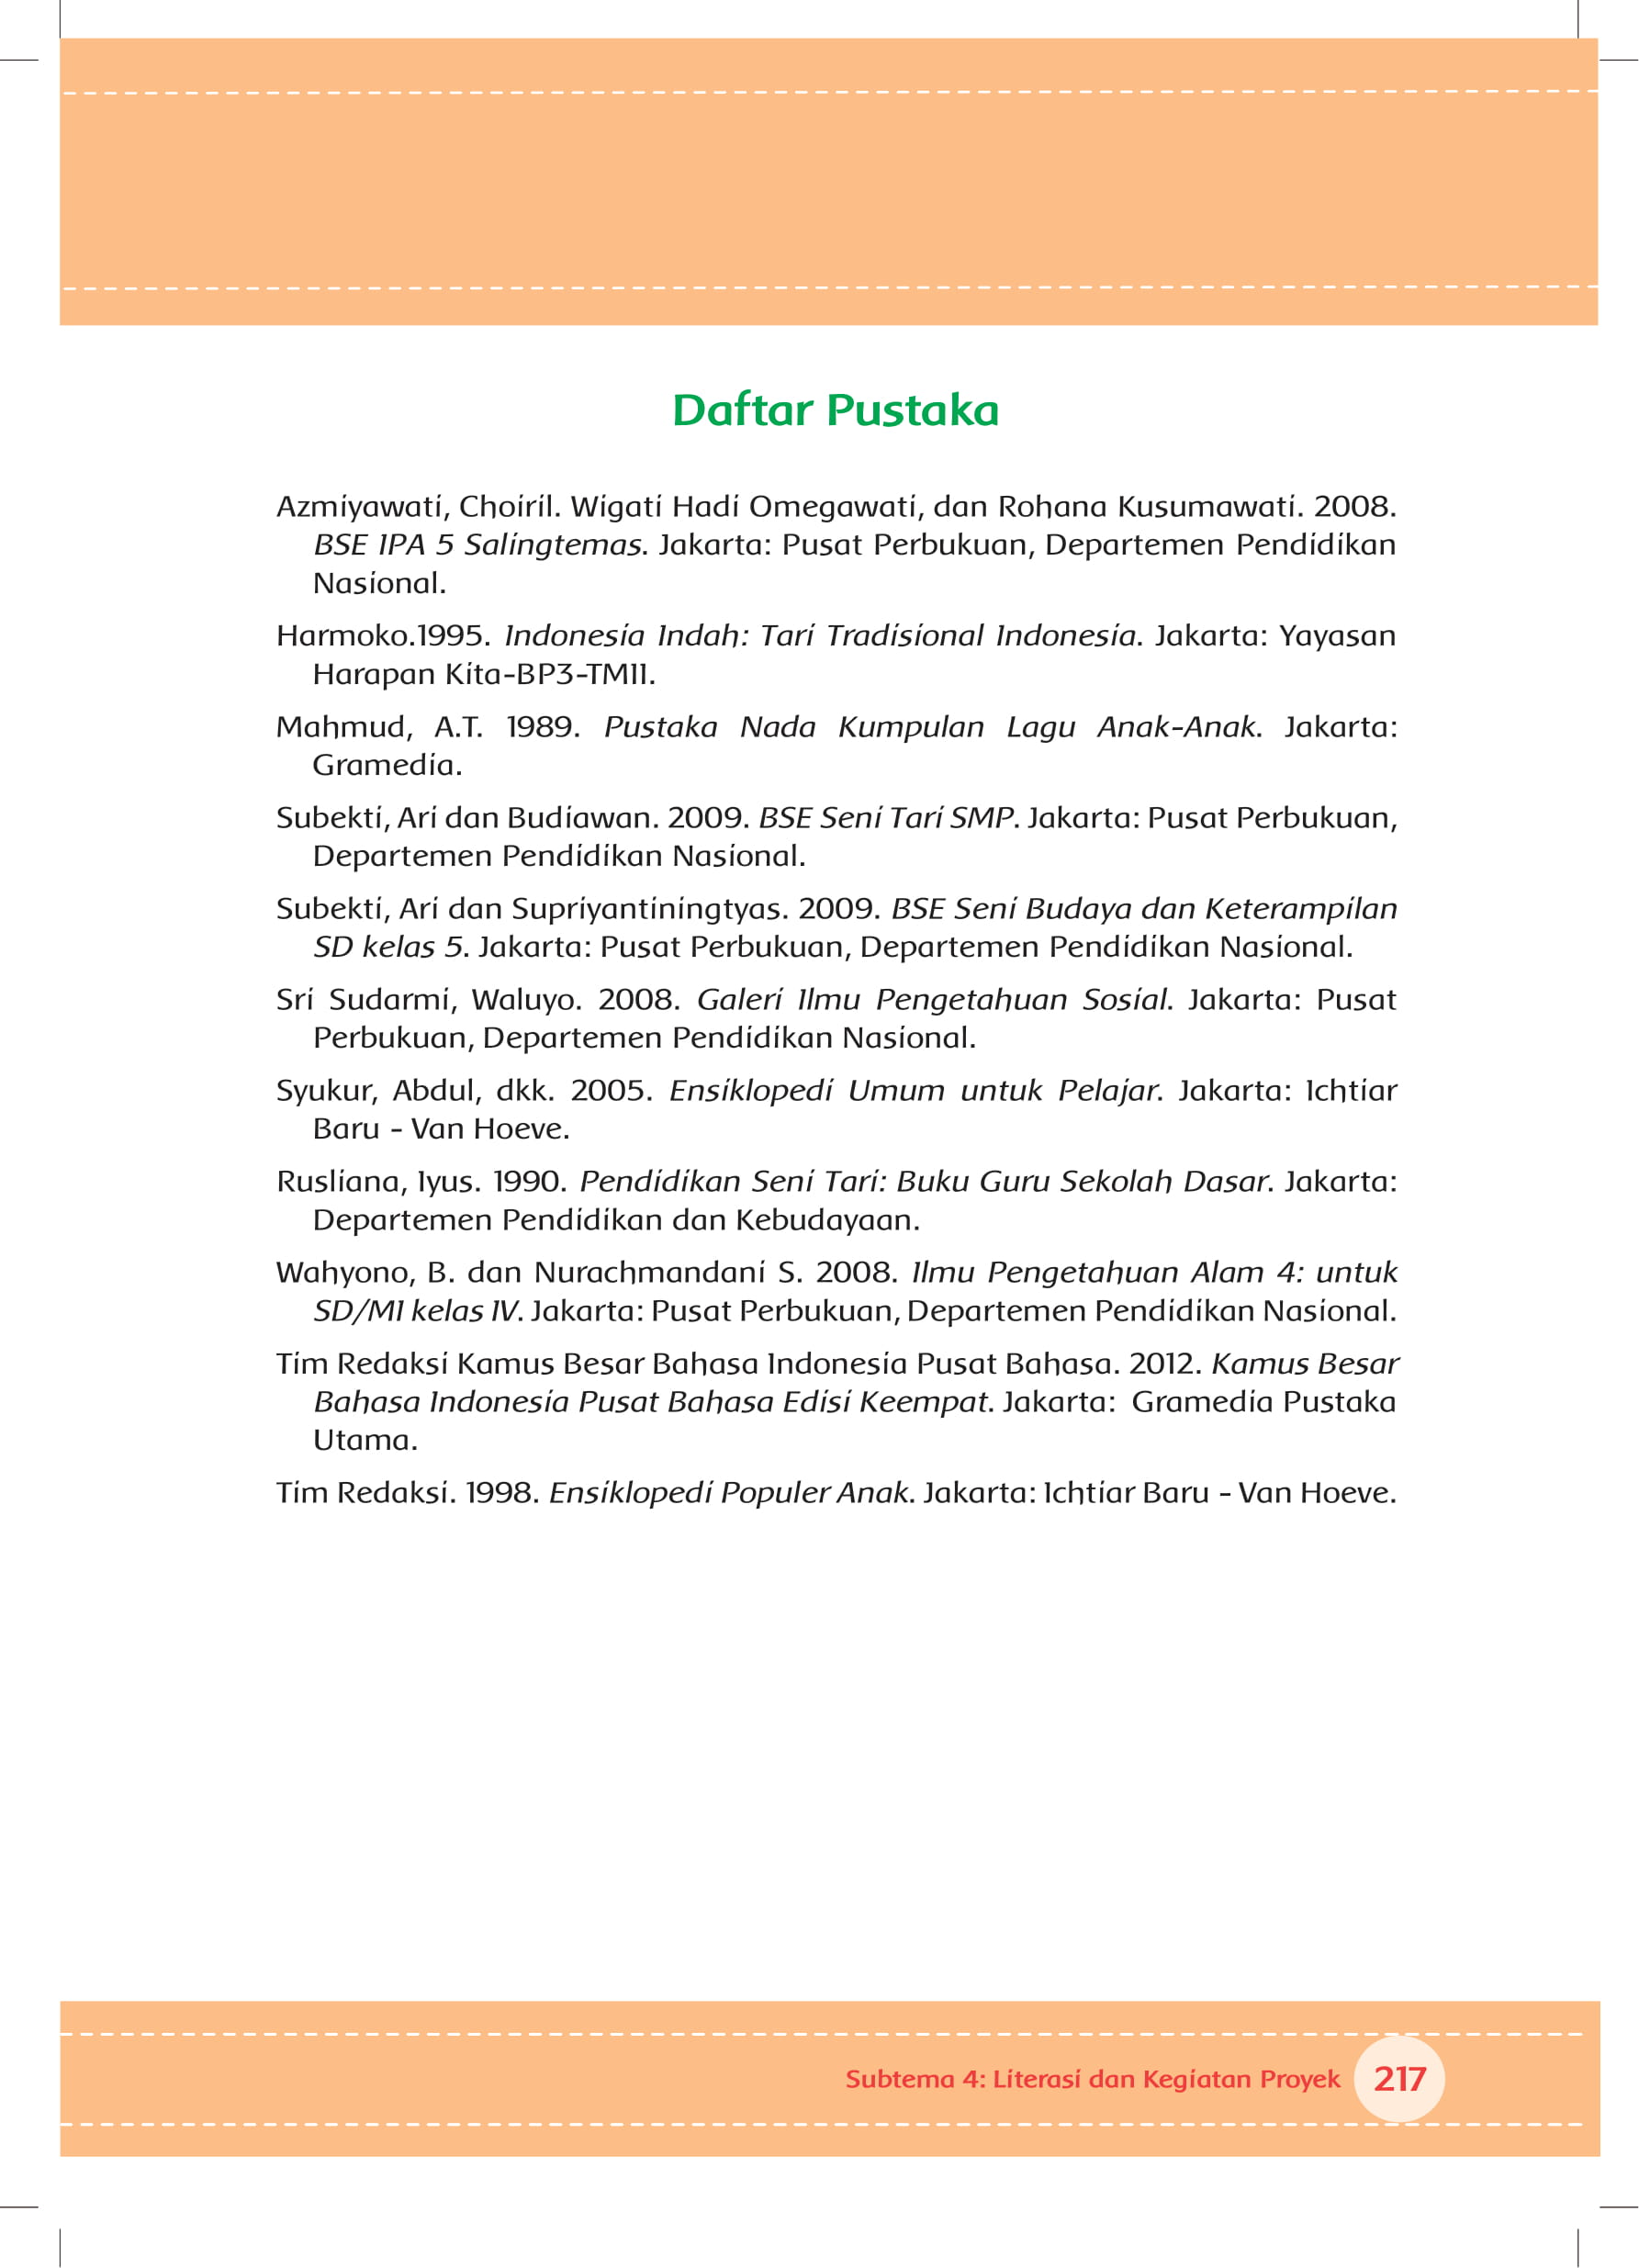 Daftar Pustaka
Azmiyawati, Choiril. Wigati Hadi Omegawati, dan Rohana Kusumawati. 2008.
BSE IPA 5 Salingtemas. Jakarta: Pusat Perbukuan, Departemen Pendidikan
Nasional.
Harmoko.1995. Indonesia Indah: Tari Tradisional Indonesia. Jakarta: Yayasan
Harapan Kita-BP3-TMII.
Mahmud, A.T. 1989. Pustaka Nada Kumpulan Lagu Anak-Anak. Jakarta:
Gramedia.
Subekti, Ari dan Budiawan. 2009. BSE Seni Tari SMP. Jakarta: Pusat Perbukuan,
Departemen Pendidikan Nasional.
Subekti, Ari dan Supriyantiningtyas. 2009. BSE Seni Budaya dan Keterampilan
SD kelas 5. Jakarta: Pusat Perbukuan, Departemen Pendidikan Nasional.
Sri Sudarmi, Waluyo. 2008. Galeri Ilmu Pengetahuan Sosial. Jakarta: Pusat
Perbukuan, Departemen Pendidikan Nasional.
Syukur, Abdul, dkk. 2005. Ensiklopedi Umum untuk Pelajar. Jakarta: Ichtiar
Baru - Van Hoeve.
Rusliana, Iyus. 1990. Pendidikan Seni Tari: Buku Guru Sekolah Dasar. Jakarta:
Departemen Pendidikan dan Kebudayaan.
Wahyono, B. dan Nurachmandani S. 2008. Ilmu Pengetahuan Alam 4: untuk
SD/MI kelas IV. Jakarta: Pusat Perbukuan, Departemen Pendidikan Nasional.
Tim Redaksi Kamus Besar Bahasa Indonesia Pusat Bahasa. 2012. Kamus Besar
Bahasa Indonesia Pusat Bahasa Edisi Keempat. Jakarta: Gramedia Pustaka
Utama.
Tim Redaksi. 1998. Ensiklopedi Populer Anak. Jakarta: Ichtiar Baru - Van Hoeve.
Subtema 4: Literasi dan Kegiatan Proyek 217